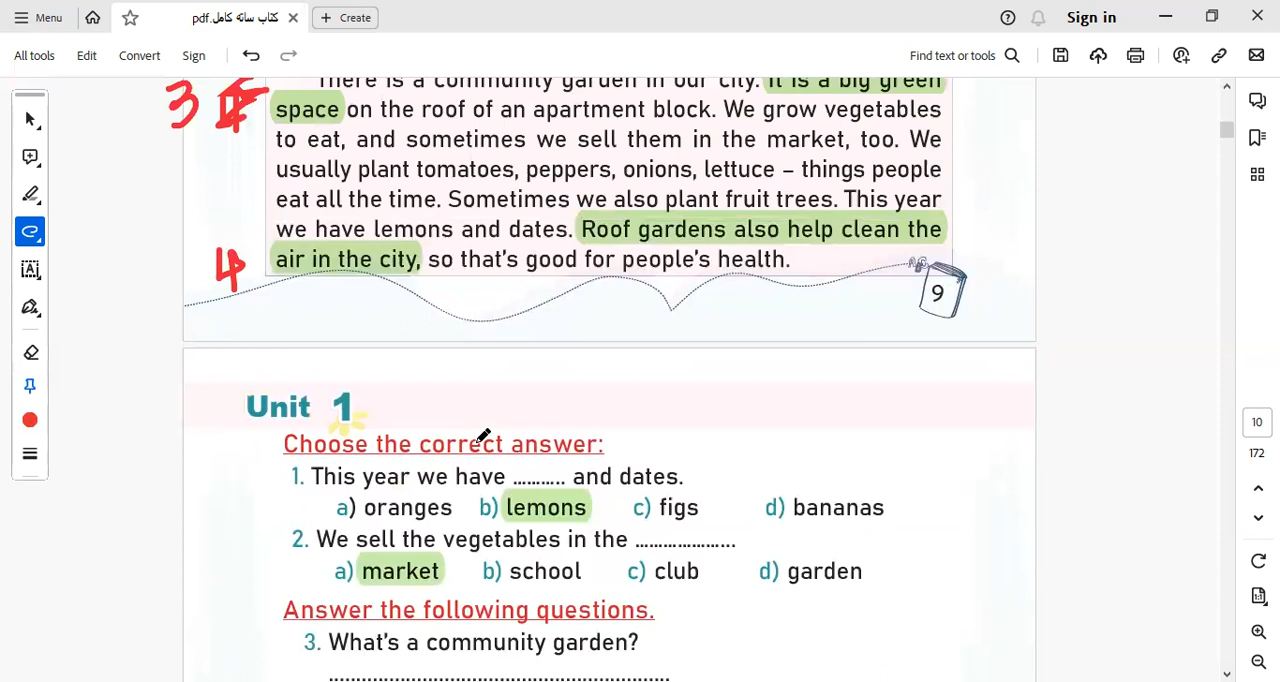 Menu
كتاب ساته كامل.pdf
Create
Sign in
All tools Edit Convert Sign
Find text or tools
There is a community garden in our city. It is a big green
3
space on the roof of an apartment block. We grow vegetables
to eat, and sometimes we sell them in the market, too. We
usually plant tomatoes, peppers, onions, lettuce – things people
eat all the time. Sometimes we also plant fruit trees. This year
we have lemons and dates. Roof gardens also help clean the
4
air in the city, so that's good for people's health.
9
10
172
Unit 1
Choose the correct answer:
1. This year we have ........... and dates.
a) oranges b) lemons c) figs d) bananas
2. We sell the vegetables in the .....................
a) market b) school c) club d) garden
Answer the following questions.
3. What's a community garden?
............................................................